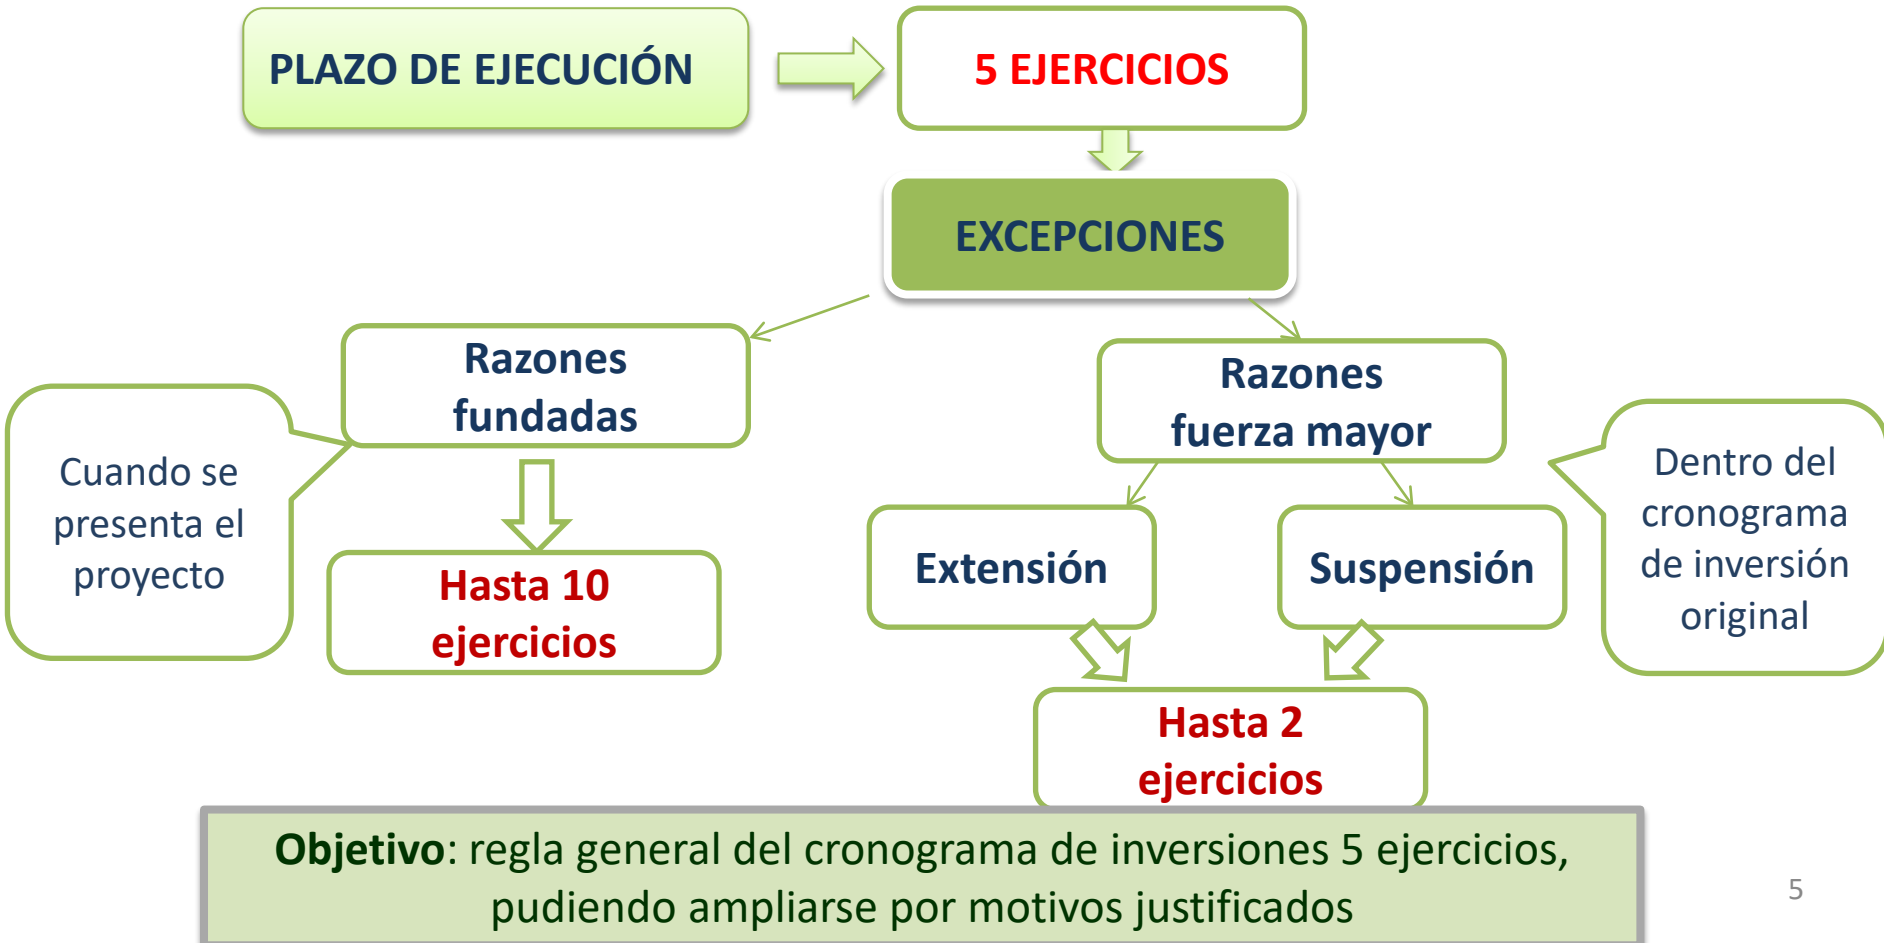 PLAZO DE EJECUCIÓN
5 EJERCICIOS
EXCEPCIONES
Razones
fundadas
Razones
fuerza mayor
Cuando se
presenta el
proyecto
Dentro del
cronograma
de inversión
original
Hasta 10
ejercicios
Extensión
Suspensión
Hasta 2
ejercicios
Objetivo: regla general del cronograma de inversiones 5 ejercicios,
pudiendo ampliarse por motivos justificados
5